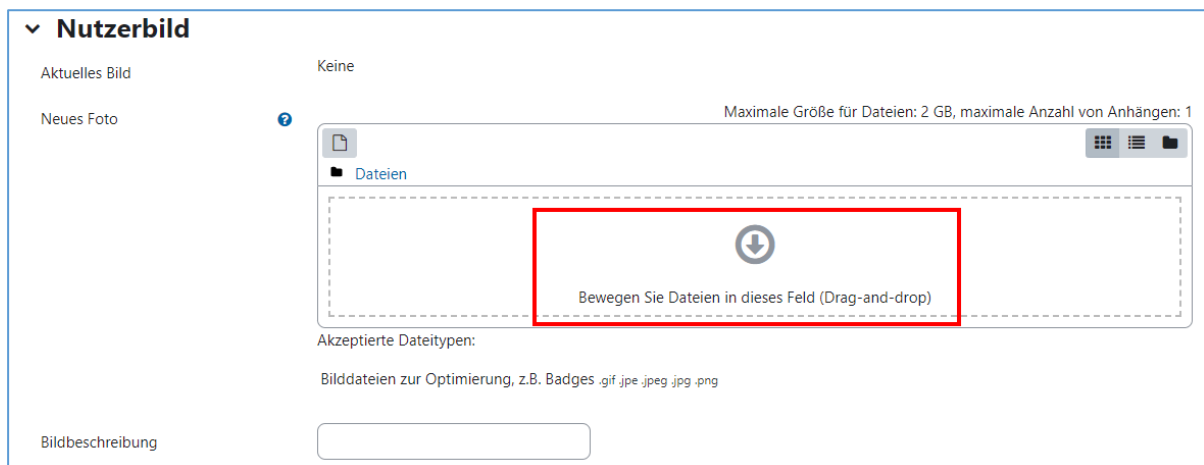 Nutzerbild
Aktuelles Bild
Keine
Neues Foto
Maximale Größe für Dateien: 2 GB, maximale Anzahl von Anhängen: 1
Dateien
Bewegen Sie Dateien in dieses Feld (Drag-and-drop)
Akzeptierte Dateitypen:
Bilddateien zur Optimierung, z.B. Badges .gif .jpe .jpeg .jpg .png
Bildbeschreibung